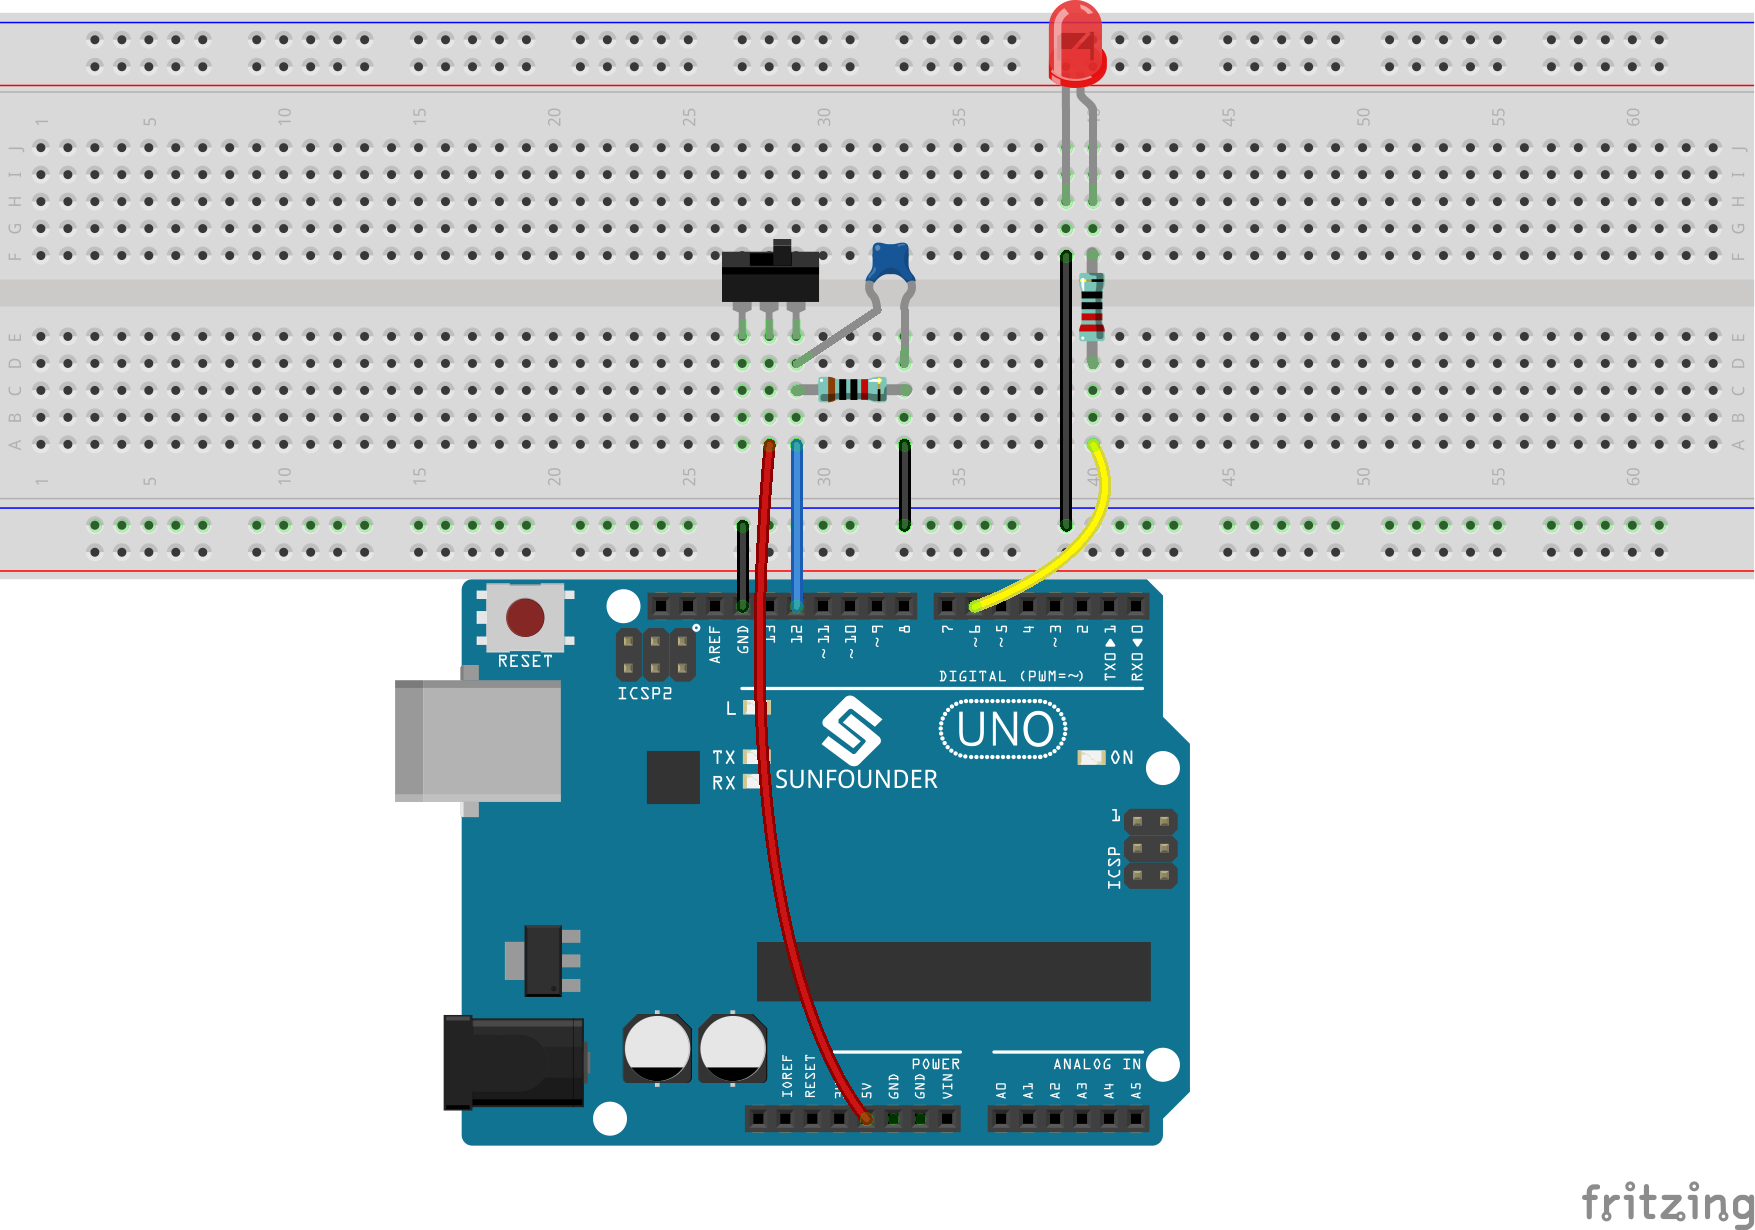 1 5 10 15 20 25 30 35 40 45 50 55 60
J J
I I
H H
G G
F F
E E
D D
C C
B B
A A
1 5 10 15 20 25 30 35 40 45 50 55 60
RESET
ICSP2
AREF GND 13 12 ~11 ~10 ~9 8 7 ~6 ~5 4 ~3 2 TX0 1 RX0 0
DIGITAL (PWM=~)
L
TX
RX
SUNFOUNDER
UNO
ON
1
ICSP
POWER
ANALOG IN
IOREF RESET 5V GND GND VIN A0 A1 A2 A3 A4 A5
fritzing